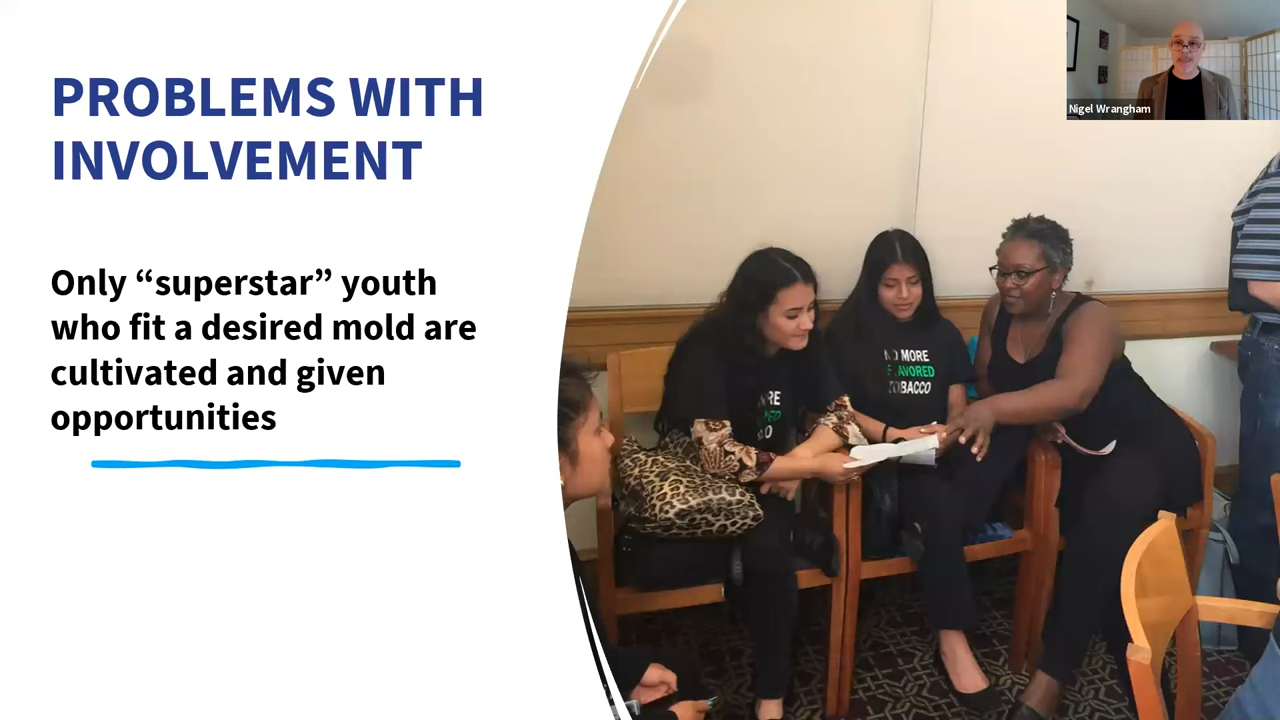 PROBLEMS WITH
INVOLVEMENT
Only “superstar” youth
who fit a desired mold are
cultivated and given
opportunities
Nigel Wrangham
NO MORE
FLAVORED
TOBACCO